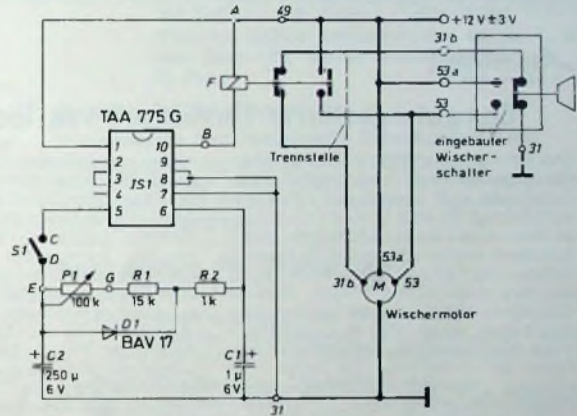 A
49
+12 V ± 3 V
31 b
53 a
53
F
B
TAA 775 G
1
10
2
9
3
8
4
7
5
6
IS1
Trennstelle
eingebauter
Wischer-
schalter
31
S1
C
D
E
P1
100 k
G
R1
15 k
R2
1 k
D1
BAV 17
+
C2
250 µ
6 V
C1
+
1 µ
6 V
31
53a
31b
M
53
Wischermotor